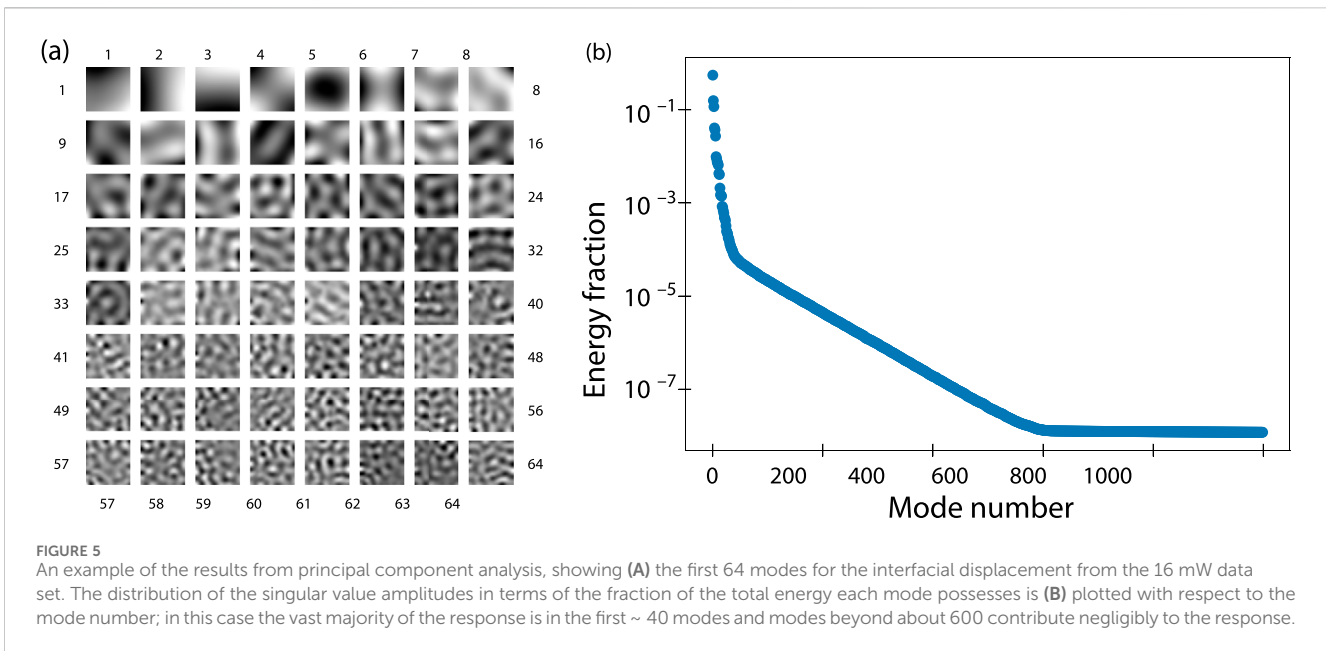 (a)
1 2 3 4 5 6 7 8
1 8
9 16
17 24
25 32
33 40
41 48
49 56
57 64
57 58 59 60 61 62 63 64
(b)
Energy fraction
10 −1
10 −3
10 −5
10 −7
0 200 400 600 800 1000
Mode number
FIGURE 5
An example of the results from principal component analysis, showing (A) the first 64 modes for the interfacial displacement from the 16 mW data
set. The distribution of the singular value amplitudes in terms of the fraction of the total energy each mode possesses is (B) plotted with respect to the
mode number; in this case the vast majority of the response is in the first ~ 40 modes and modes beyond about 600 contribute negligibly to the response.